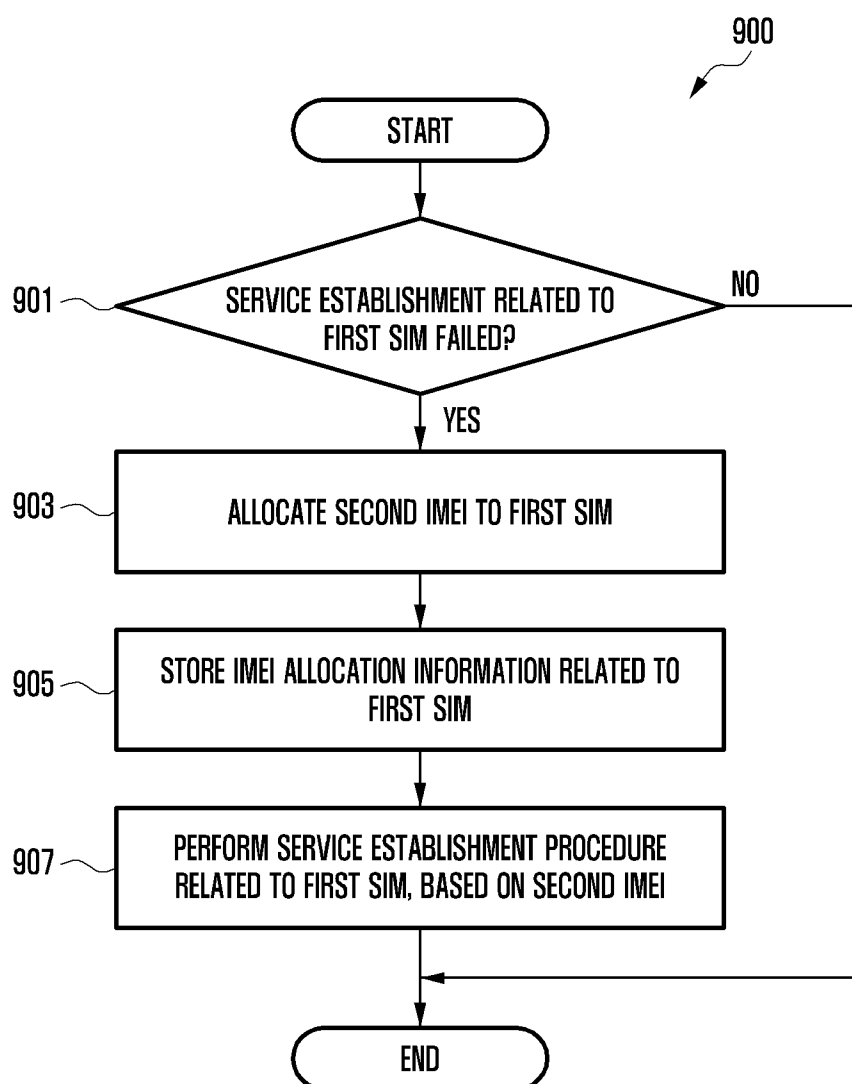 900
START
901
SERVICE ESTABLISHMENT RELATED TO
FIRST SIM FAILED?
NO
YES
903
ALLOCATE SECOND IMEI TO FIRST SIM
905
STORE IMEI ALLOCATION INFORMATION RELATED TO
FIRST SIM
907
PERFORM SERVICE ESTABLISHMENT PROCEDURE
RELATED TO FIRST SIM, BASED ON SECOND IMEI
END